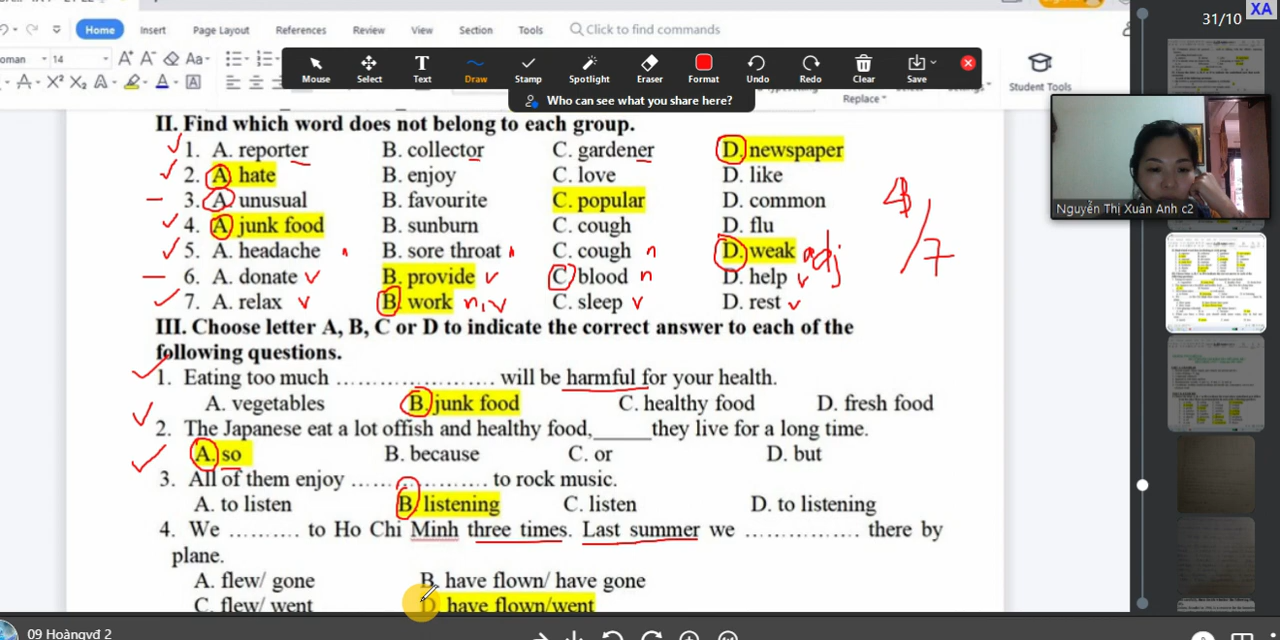 XA
31/10
Home Insert Page Layout References Review View Section Tools Click to find commands
oman 14 A+ A- Aa
Mouse Select Text Draw Stamp Spotlight Eraser Format Undo Redo Clear Save
A X² X₂ A A A
Student Tools
Who can see what you share here?
Replace
II. Find which word does not belong to each group.
1. A. reporter B. collector C. gardener D. newspaper
2. A hate B. enjoy C. love D. like
3. A unusual B. favourite C. popular D. common
4. A junk food B. sunburn C. cough D. flu
5. A. headache n B. sore throat n C. cough n D. weak adj
6. A. donate v B. provide v C blood n D. help v
7. A. relax v B. work n,v C. sleep v D. rest v
/7
Nguyễn Thị Xuân Anh c2
III. Choose letter A, B, C or D to indicate the correct answer to each of the
following questions.
1. Eating too much ........................ will be harmful for your health.
A. vegetables B. junk food C. healthy food D. fresh food
2. The Japanese eat a lot offish and healthy food,_____they live for a long time.
A. so B. because C. or D. but
3. All of them enjoy ..................... to rock music.
A. to listen B. listening C. listen D. to listening
4. We ........... to Ho Chi Minh three times. Last summer we .................. there by
plane.
A. flew/ gone B. have flown/ have gone
C. flew/ went D. have flown/went
09 Hoàngvđ 2